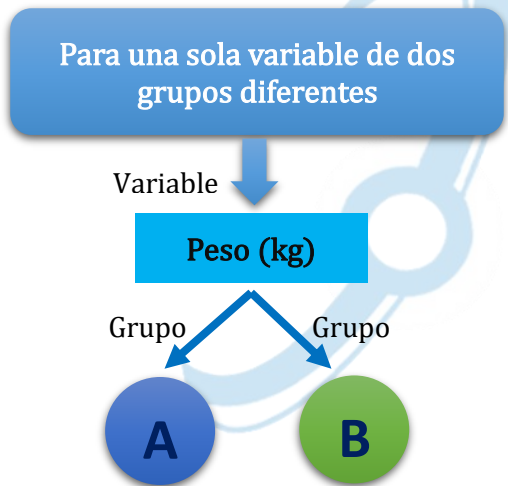 Para una sola variable de dos
grupos diferentes
Variable
Peso (kg)
Grupo Grupo
A B